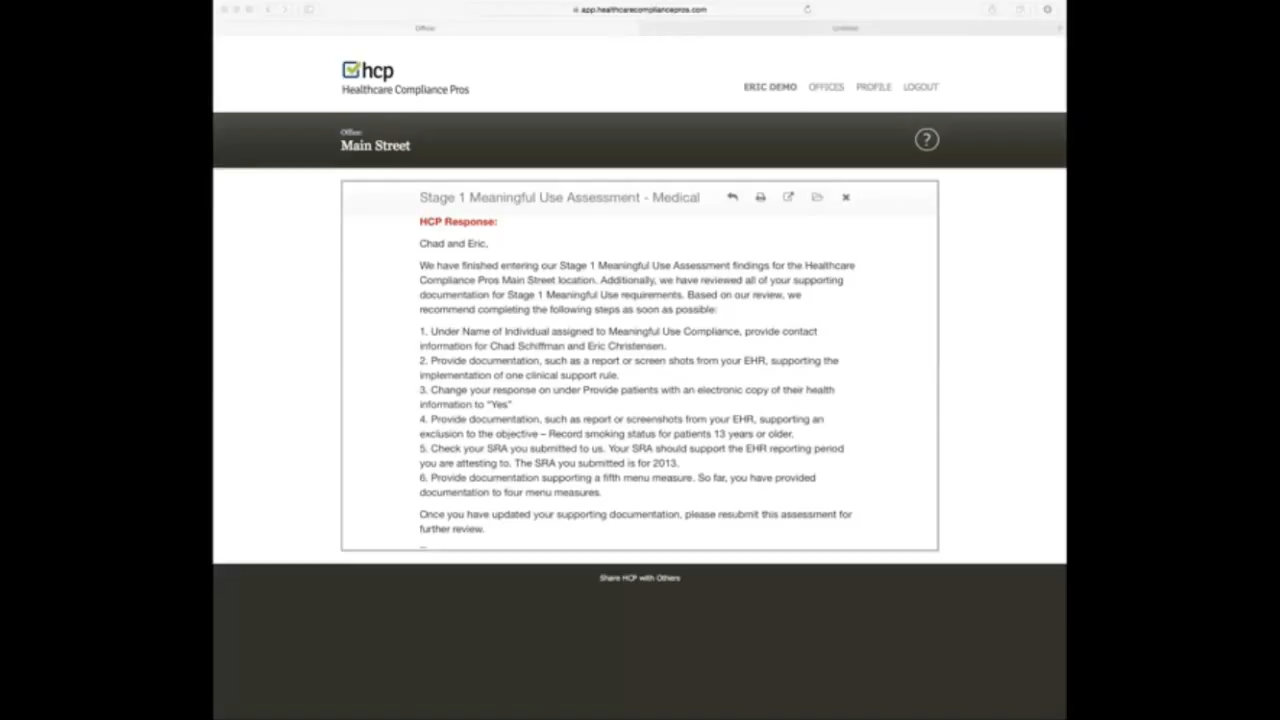 app.healthcarecompliancepros.com
Office
Untitled
hcp
Healthcare Compliance Pros
ERIC DEMO OFFICES PROFILE LOGOUT
Office:
Main Street
?
Stage 1 Meaningful Use Assessment - Medical
HCP Response:
Chad and Eric,
We have finished entering our Stage 1 Meaningful Use Assessment findings for the Healthcare
Compliance Pros Main Street location. Additionally, we have reviewed all of your supporting
documentation for Stage 1 Meaningful Use requirements. Based on our review, we
recommend completing the following steps as soon as possible:
1. Under Name of Individual assigned to Meaningful Use Compliance, provide contact
information for Chad Schiffman and Eric Christensen.
2. Provide documentation, such as a report or screen shots from your EHR, supporting the
implementation of one clinical support rule.
3. Change your response on under Provide patients with an electronic copy of their health
information to "Yes"
4. Provide documentation, such as report or screenshots from your EHR, supporting an
exclusion to the objective – Record smoking status for patients 13 years or older.
5. Check your SRA you submitted to us. Your SRA should support the EHR reporting period
you are attesting to. The SRA you submitted is for 2013.
6. Provide documentation supporting a fifth menu measure. So far, you have provided
documentation to four menu measures.
Once you have updated your supporting documentation, please resubmit this assessment for
further review.
--
Share HCP with Others